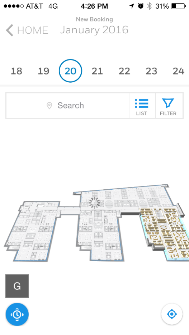 AT&T 4G 4:26 PM 31%
New Booking
HOME January 2016
18 19 20 21 22 23 24
Search LIST FILTER
G